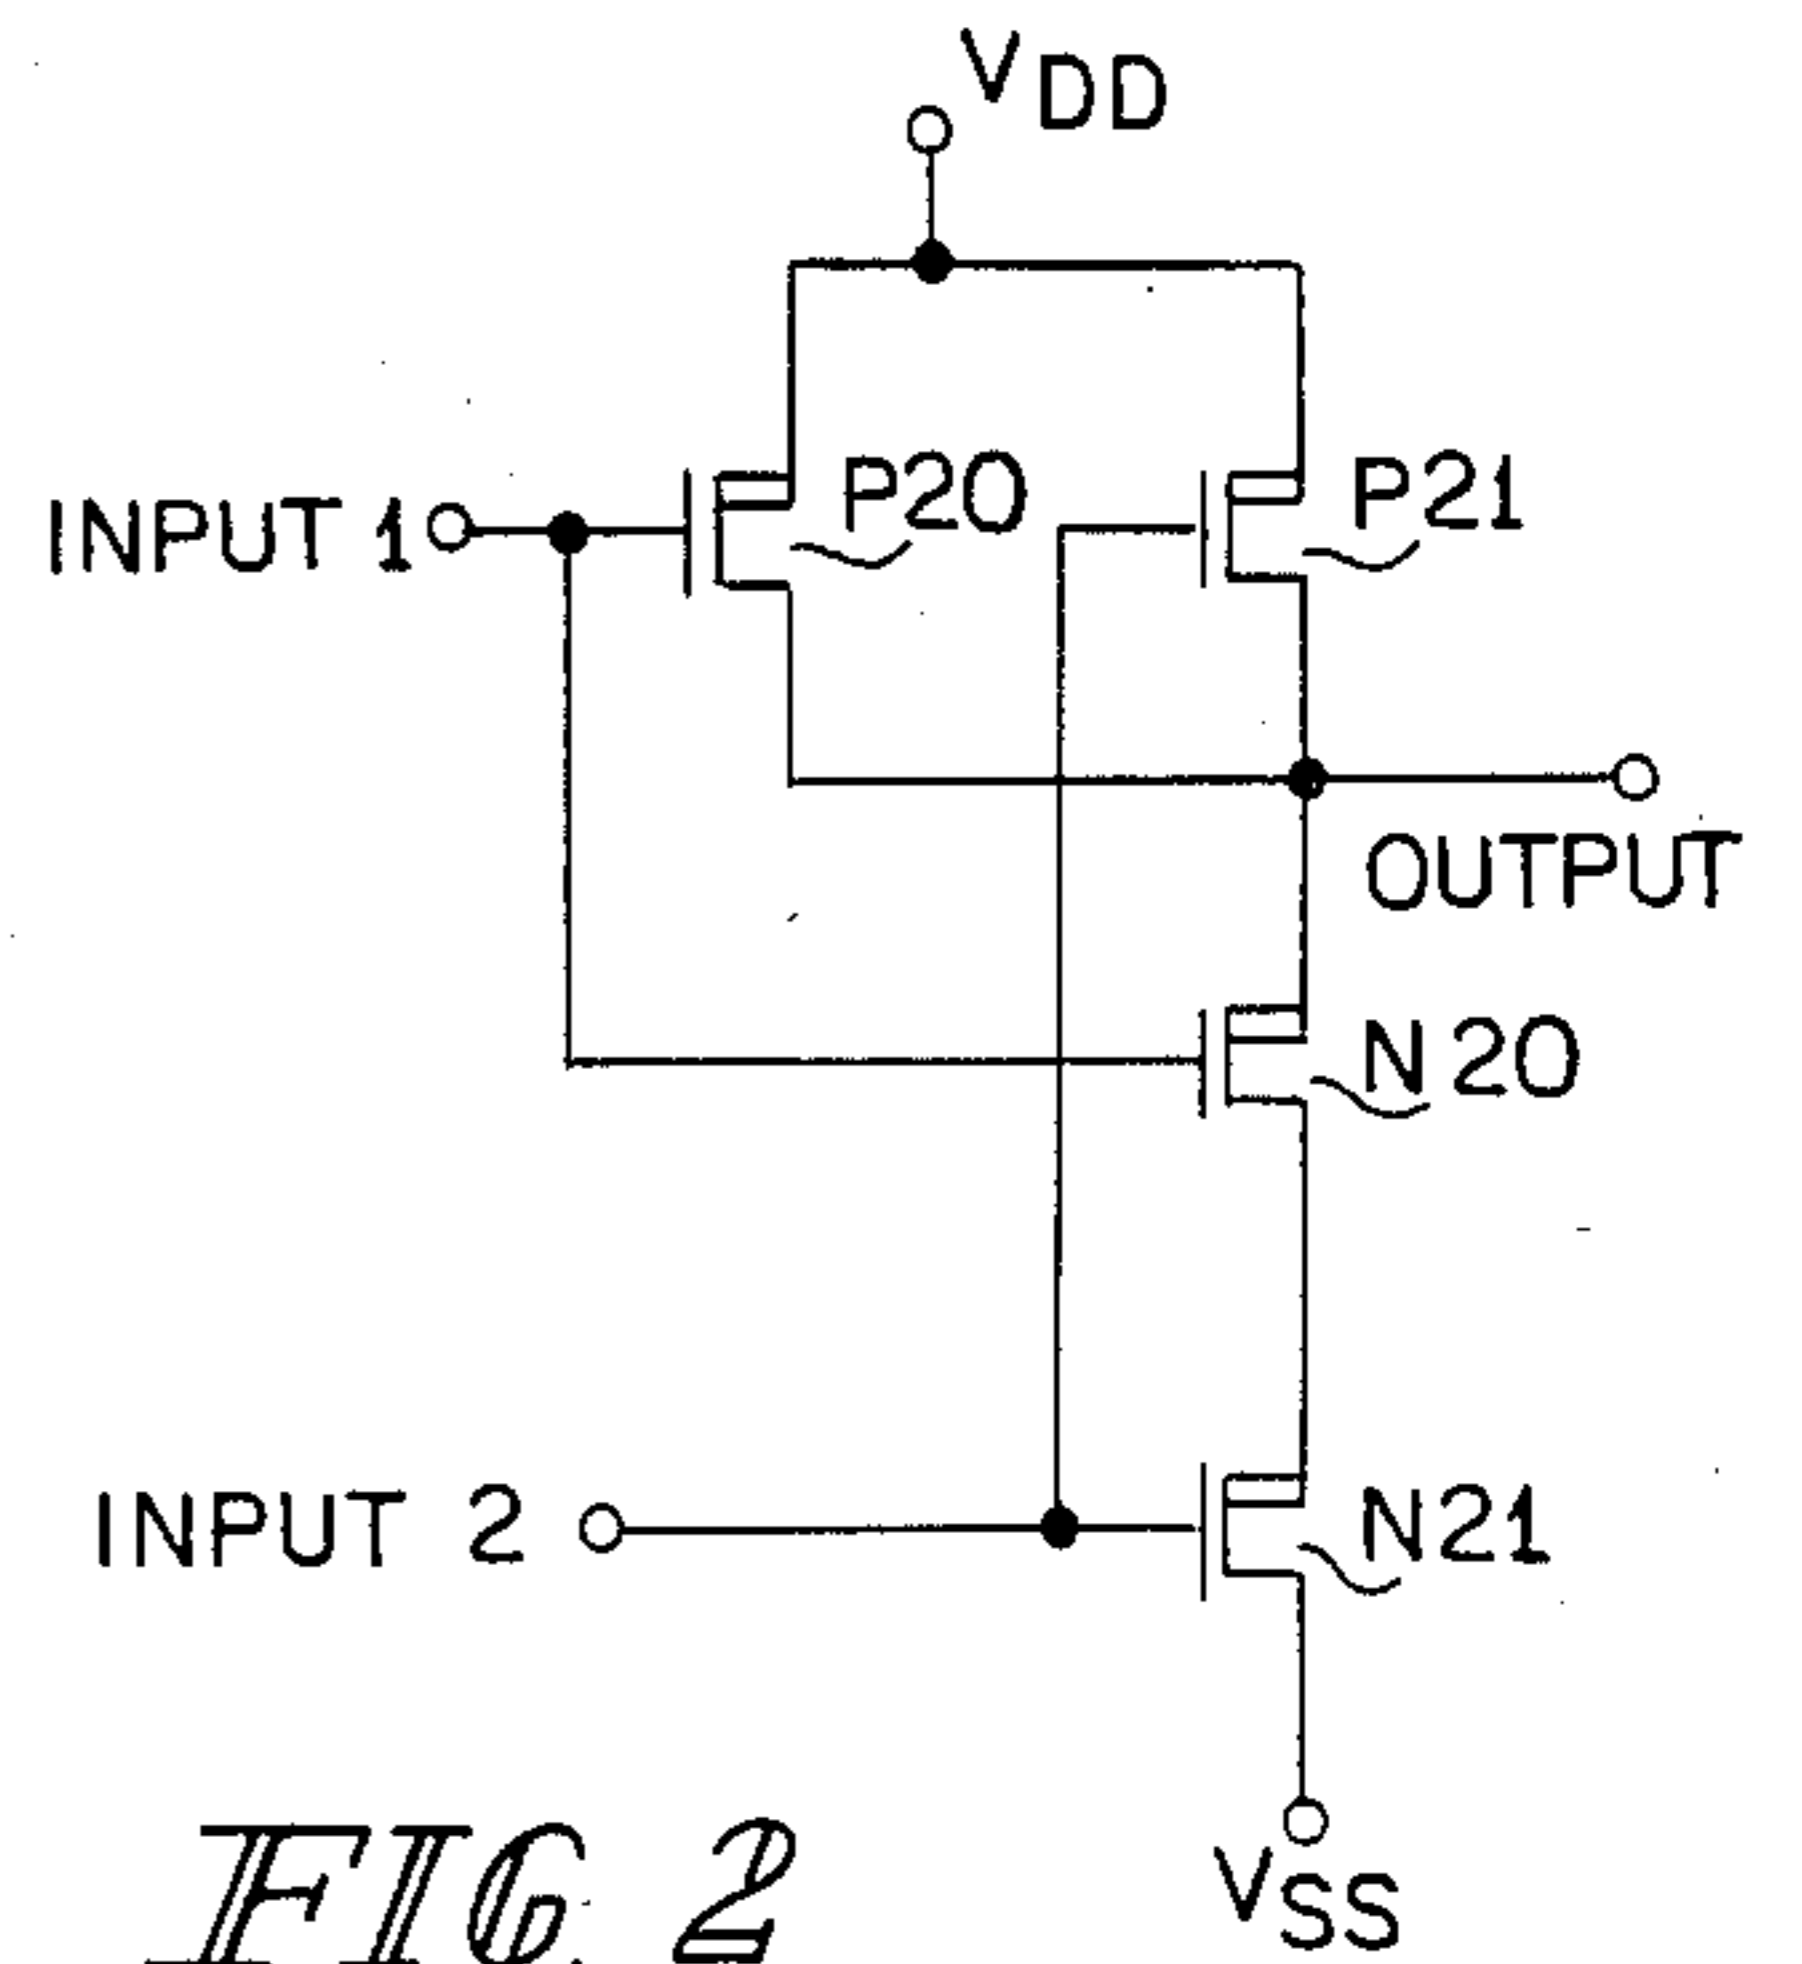 VDD
INPUT 1
P20
P21
OUTPUT
N20
INPUT 2
N21
VSS
FIG. 2